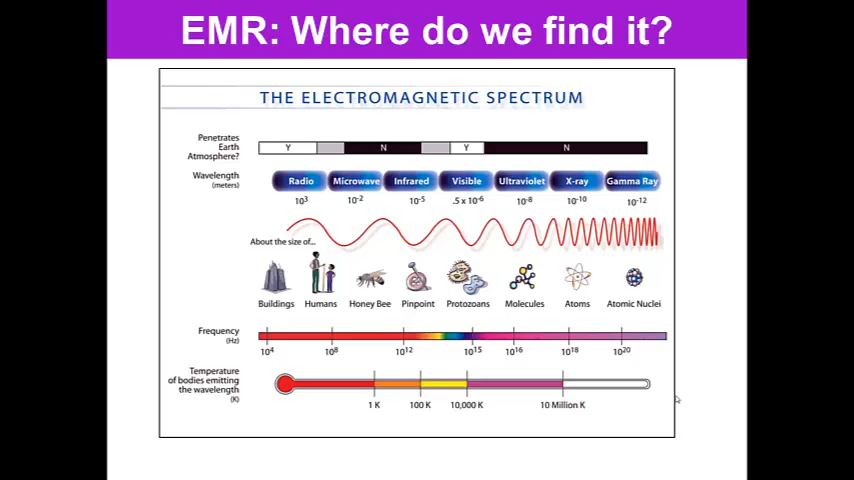 EMR: Where do we find it?
THE ELECTROMAGNETIC SPECTRUM
Penetrates
Earth
Atmosphere?
Y N Y N
Wavelength
(meters)
Radio Microwave Infrared Visible Ultraviolet X-ray Gamma Ray
10³ 10⁻² 10⁻⁵ .5 x 10⁻⁶ 10⁻⁸ 10⁻¹⁰ 10⁻¹²
About the size of...
Buildings Humans Honey Bee Pinpoint Protozoans Molecules Atoms Atomic Nuclei
Frequency
(Hz)
10⁴ 10⁸ 10¹² 10¹⁵ 10¹⁶ 10¹⁸ 10²⁰
Temperature
of bodies emitting
the wavelength
(K)
1 K 100 K 10,000 K 10 Million K